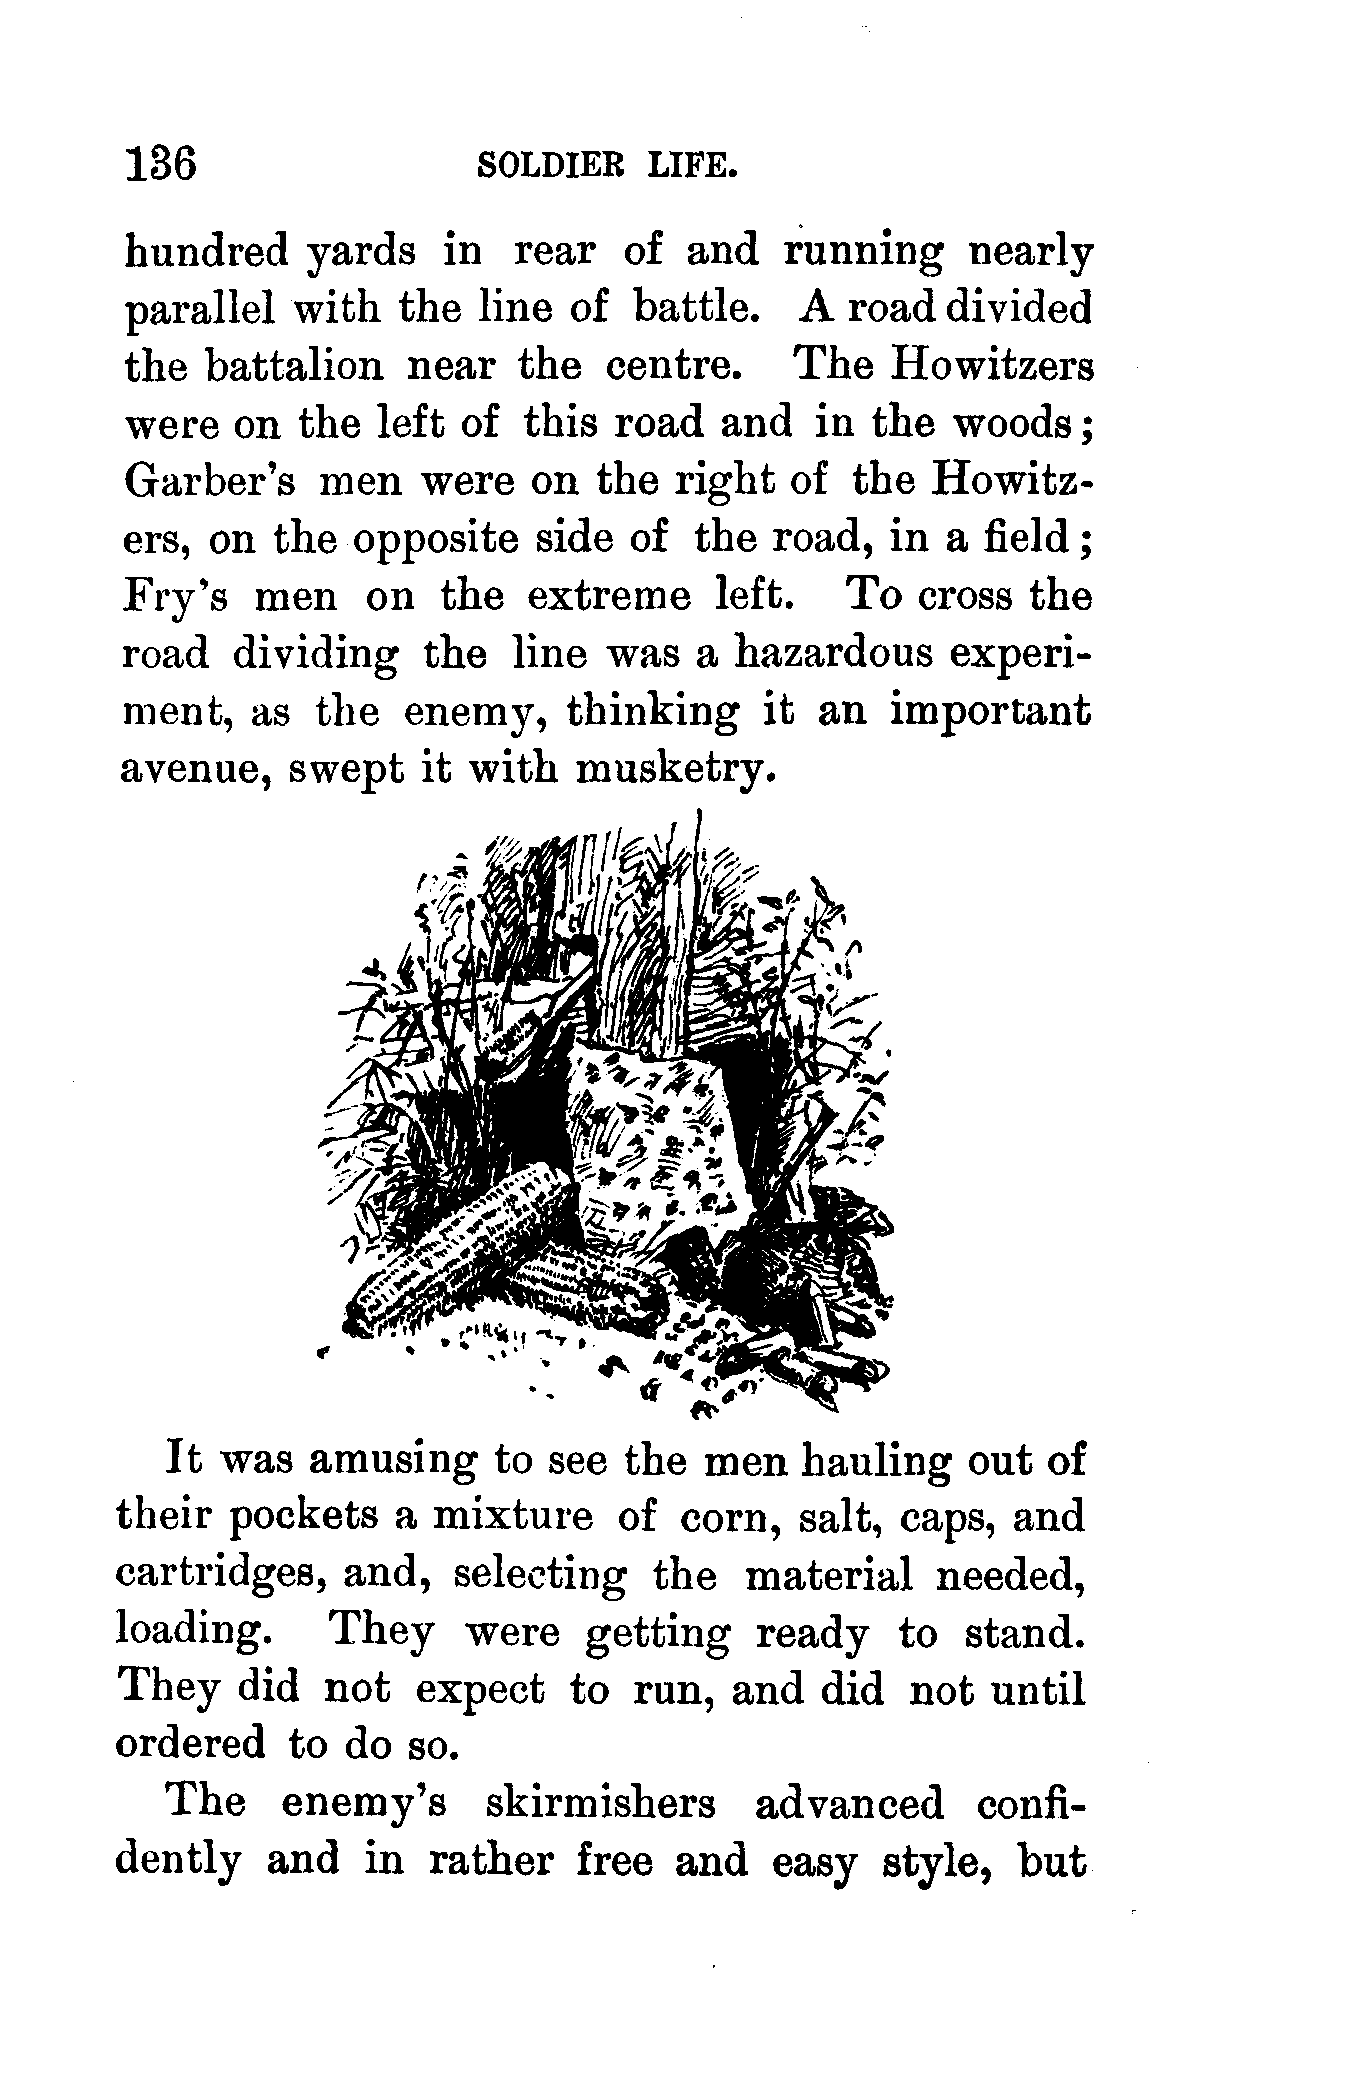 136 SOLDIER LIFE.
hundred yards in rear of and running nearly
parallel with the line of battle. A road divided
the battalion near the centre. The Howitzers
were on the left of this road and in the woods;
Garber's men were on the right of the Howitz-
ers, on the opposite side of the road, in a field;
Fry's men on the extreme left. To cross the
road dividing the line was a hazardous experi-
ment, as the enemy, thinking it an important
avenue, swept it with musketry.
It was amusing to see the men hauling out of
their pockets a mixture of corn, salt, caps, and
cartridges, and, selecting the material needed,
loading. They were getting ready to stand.
They did not expect to run, and did not until
ordered to do so.
The enemy's skirmishers advanced confi-
dently and in rather free and easy style, but